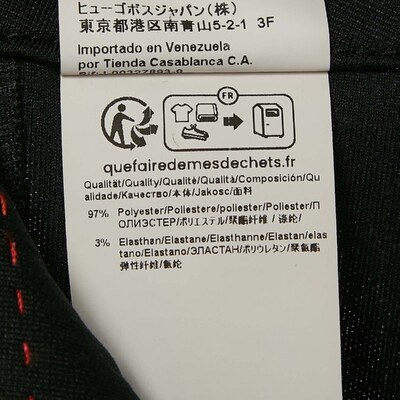 ヒューゴボスジャパン(株)
東京都港区南青山5-2-1 3F
Importado en Venezuela
por Tienda Casablanca C.A.
FR
quefairedemesdechets.fr
Qualität/Quality/Qualité/Qualità/Composición/Qu
alidade/Качество/本体/Jakosc/面料
97% Polyester/Poliestere/polyester/Poliester/П
ОЛИЭСТЕР/ポリエステル/聚酯纤维 / 涤纶/
3% Elasthan/Elastane/Elasthanne/Elastan/elas
tano/Elastano/ЭЛАСТАН/ポリウレタン/聚氨酯
弹性纤维/氨纶